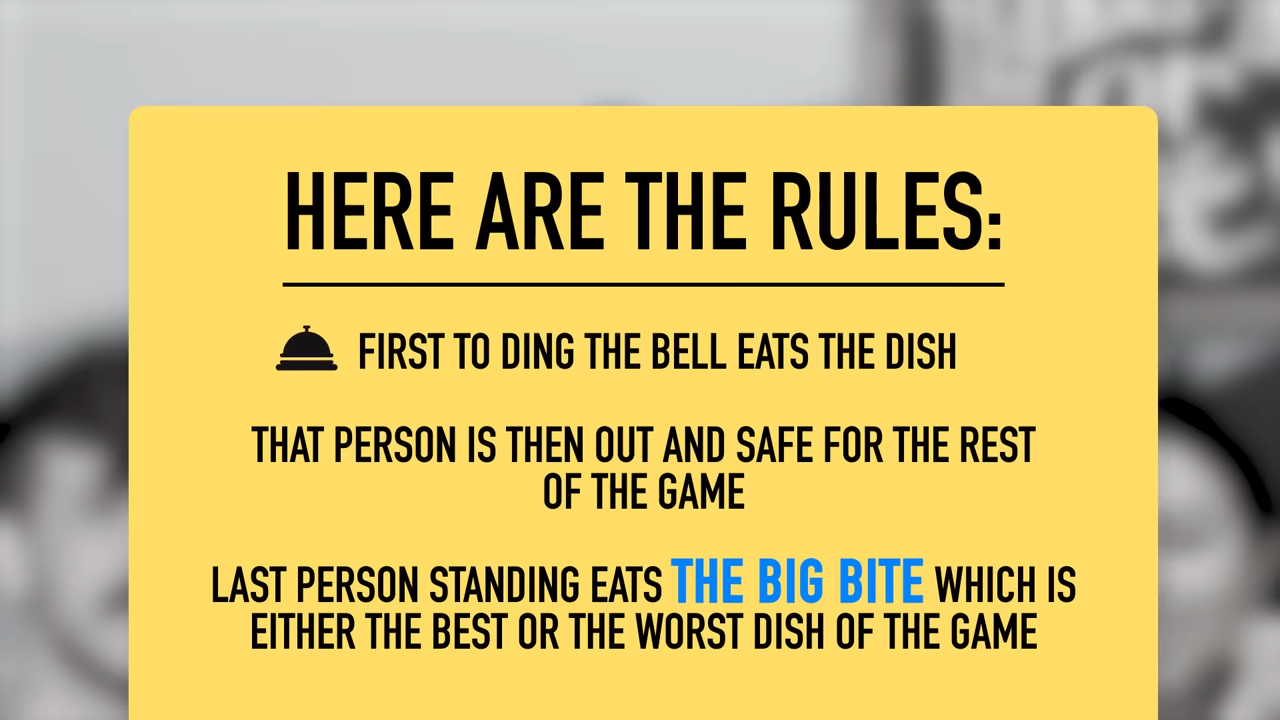 HERE ARE THE RULES:
FIRST TO DING THE BELL EATS THE DISH
THAT PERSON IS THEN OUT AND SAFE FOR THE REST
OF THE GAME
LAST PERSON STANDING EATS THE BIG BITE WHICH IS
EITHER THE BEST OR THE WORST DISH OF THE GAME